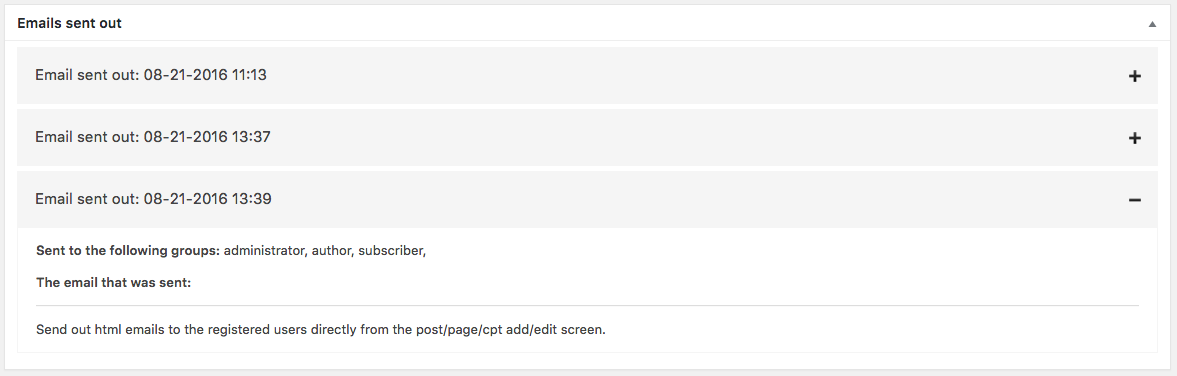 Emails sent out
Email sent out: 08-21-2016 11:13
Email sent out: 08-21-2016 13:37
Email sent out: 08-21-2016 13:39
Sent to the following groups: administrator, author, subscriber,
The email that was sent:
Send out html emails to the registered users directly from the post/page/cpt add/edit screen.